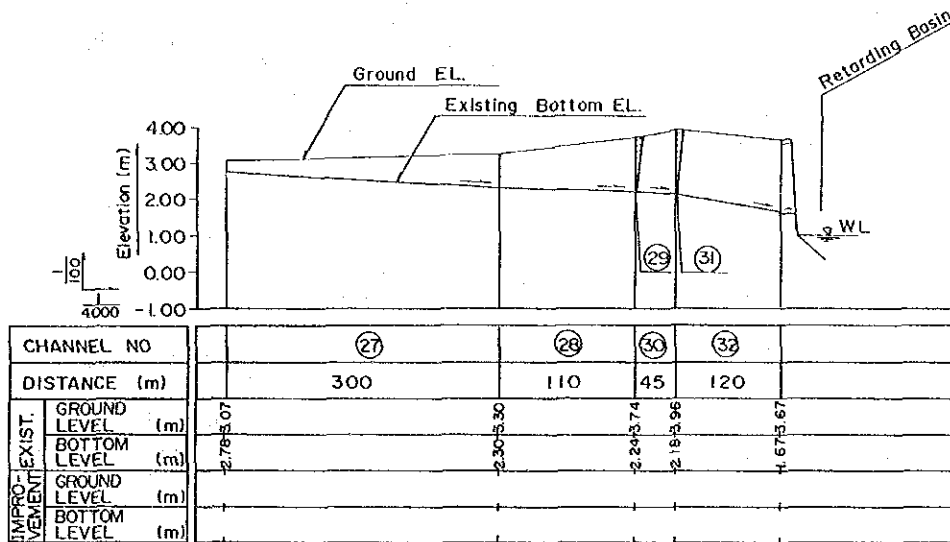 Retarding Basin
Ground EL.
Existing Bottom EL.
4.00
3.00
2.00
1.00
0.00
-1.00
Elevation (m)
1/100
1/4000
WL
29
31
CHANNEL NO 27 28 30 32
DISTANCE (m) 300 110 45 120
EXIST.
GROUND LEVEL (m) 3.07 3.30 3.74 3.96 3.67
BOTTOM LEVEL (m) 2.78 2.30 2.24 2.18 1.67
IMPRO-VEMENT
GROUND LEVEL (m)
BOTTOM LEVEL (m)